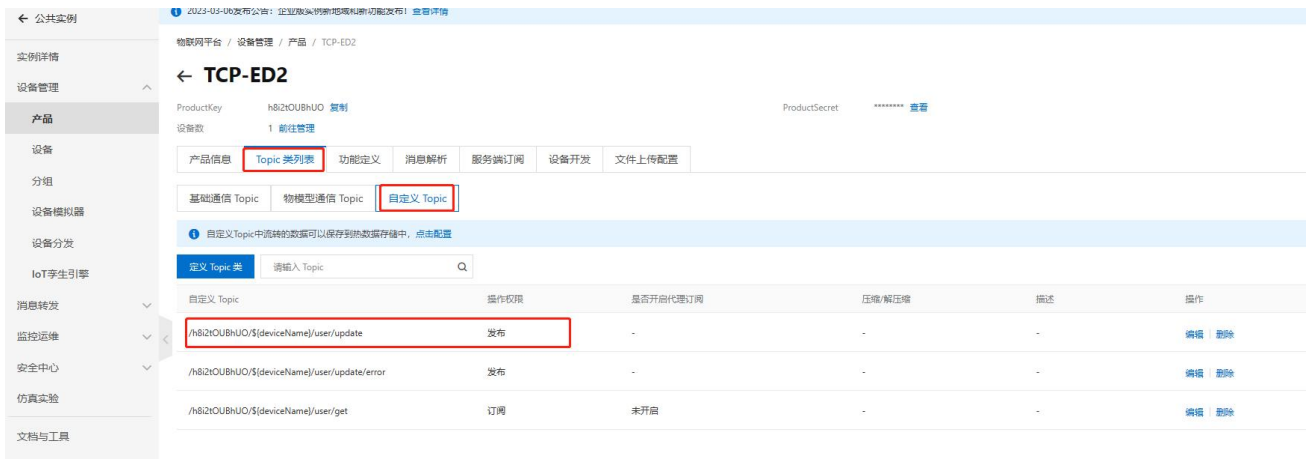 ← 公共实例
2023-03-06发布公告：企业版实例新地域和新功能发布！查看详情
物联网平台 / 设备管理 / 产品 / TCP-ED2
← TCP-ED2
ProductKey h8i2tOUBhUO 复制 ProductSecret ******** 查看
设备数 1 前往管理
产品信息 Topic 类列表 功能定义 消息解析 服务端订阅 设备开发 文件上传配置
基础通信 Topic 物模型通信 Topic 自定义 Topic
自定义Topic中流转的数据可以保存到热数据存储中，点击配置
定义 Topic 类 请输入 Topic
自定义 Topic 操作权限 是否开启代理订阅 压缩/解压缩 描述 操作
/h8i2tOUBhUO/${deviceName}/user/update 发布 - - - 编辑 删除
/h8i2tOUBhUO/${deviceName}/user/update/error 发布 - - - 编辑 删除
/h8i2tOUBhUO/${deviceName}/user/get 订阅 未开启 - - 编辑 删除
实例详情
设备管理
产品
设备
分组
设备模拟器
设备分发
IoT孪生引擎
消息转发
监控运维
安全中心
仿真实验
文档与工具